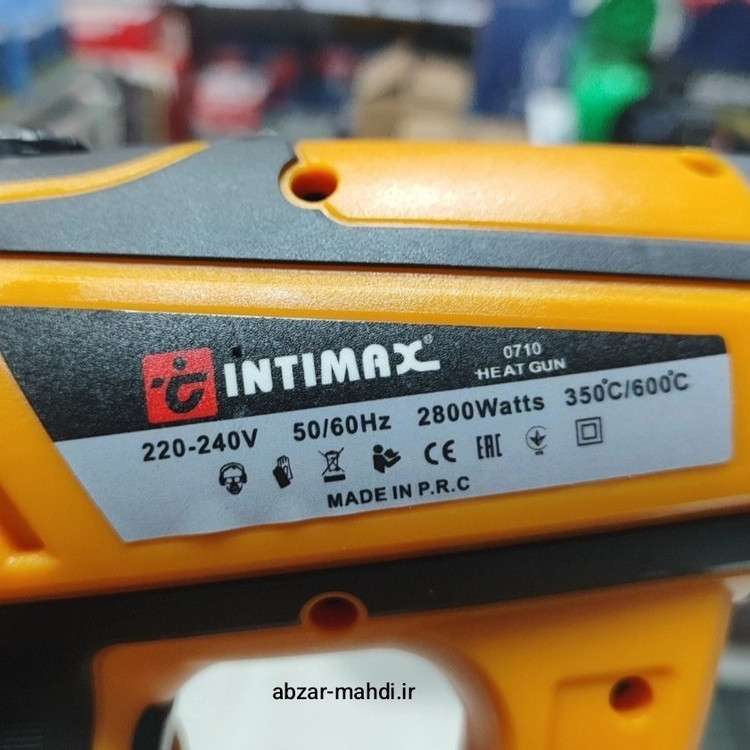 INTIMAX®
0710
HEAT GUN
220-240V 50/60Hz 2800Watts 350°C/600°C
CE EAC
MADE IN P.R.C
abzar-mahdi.ir